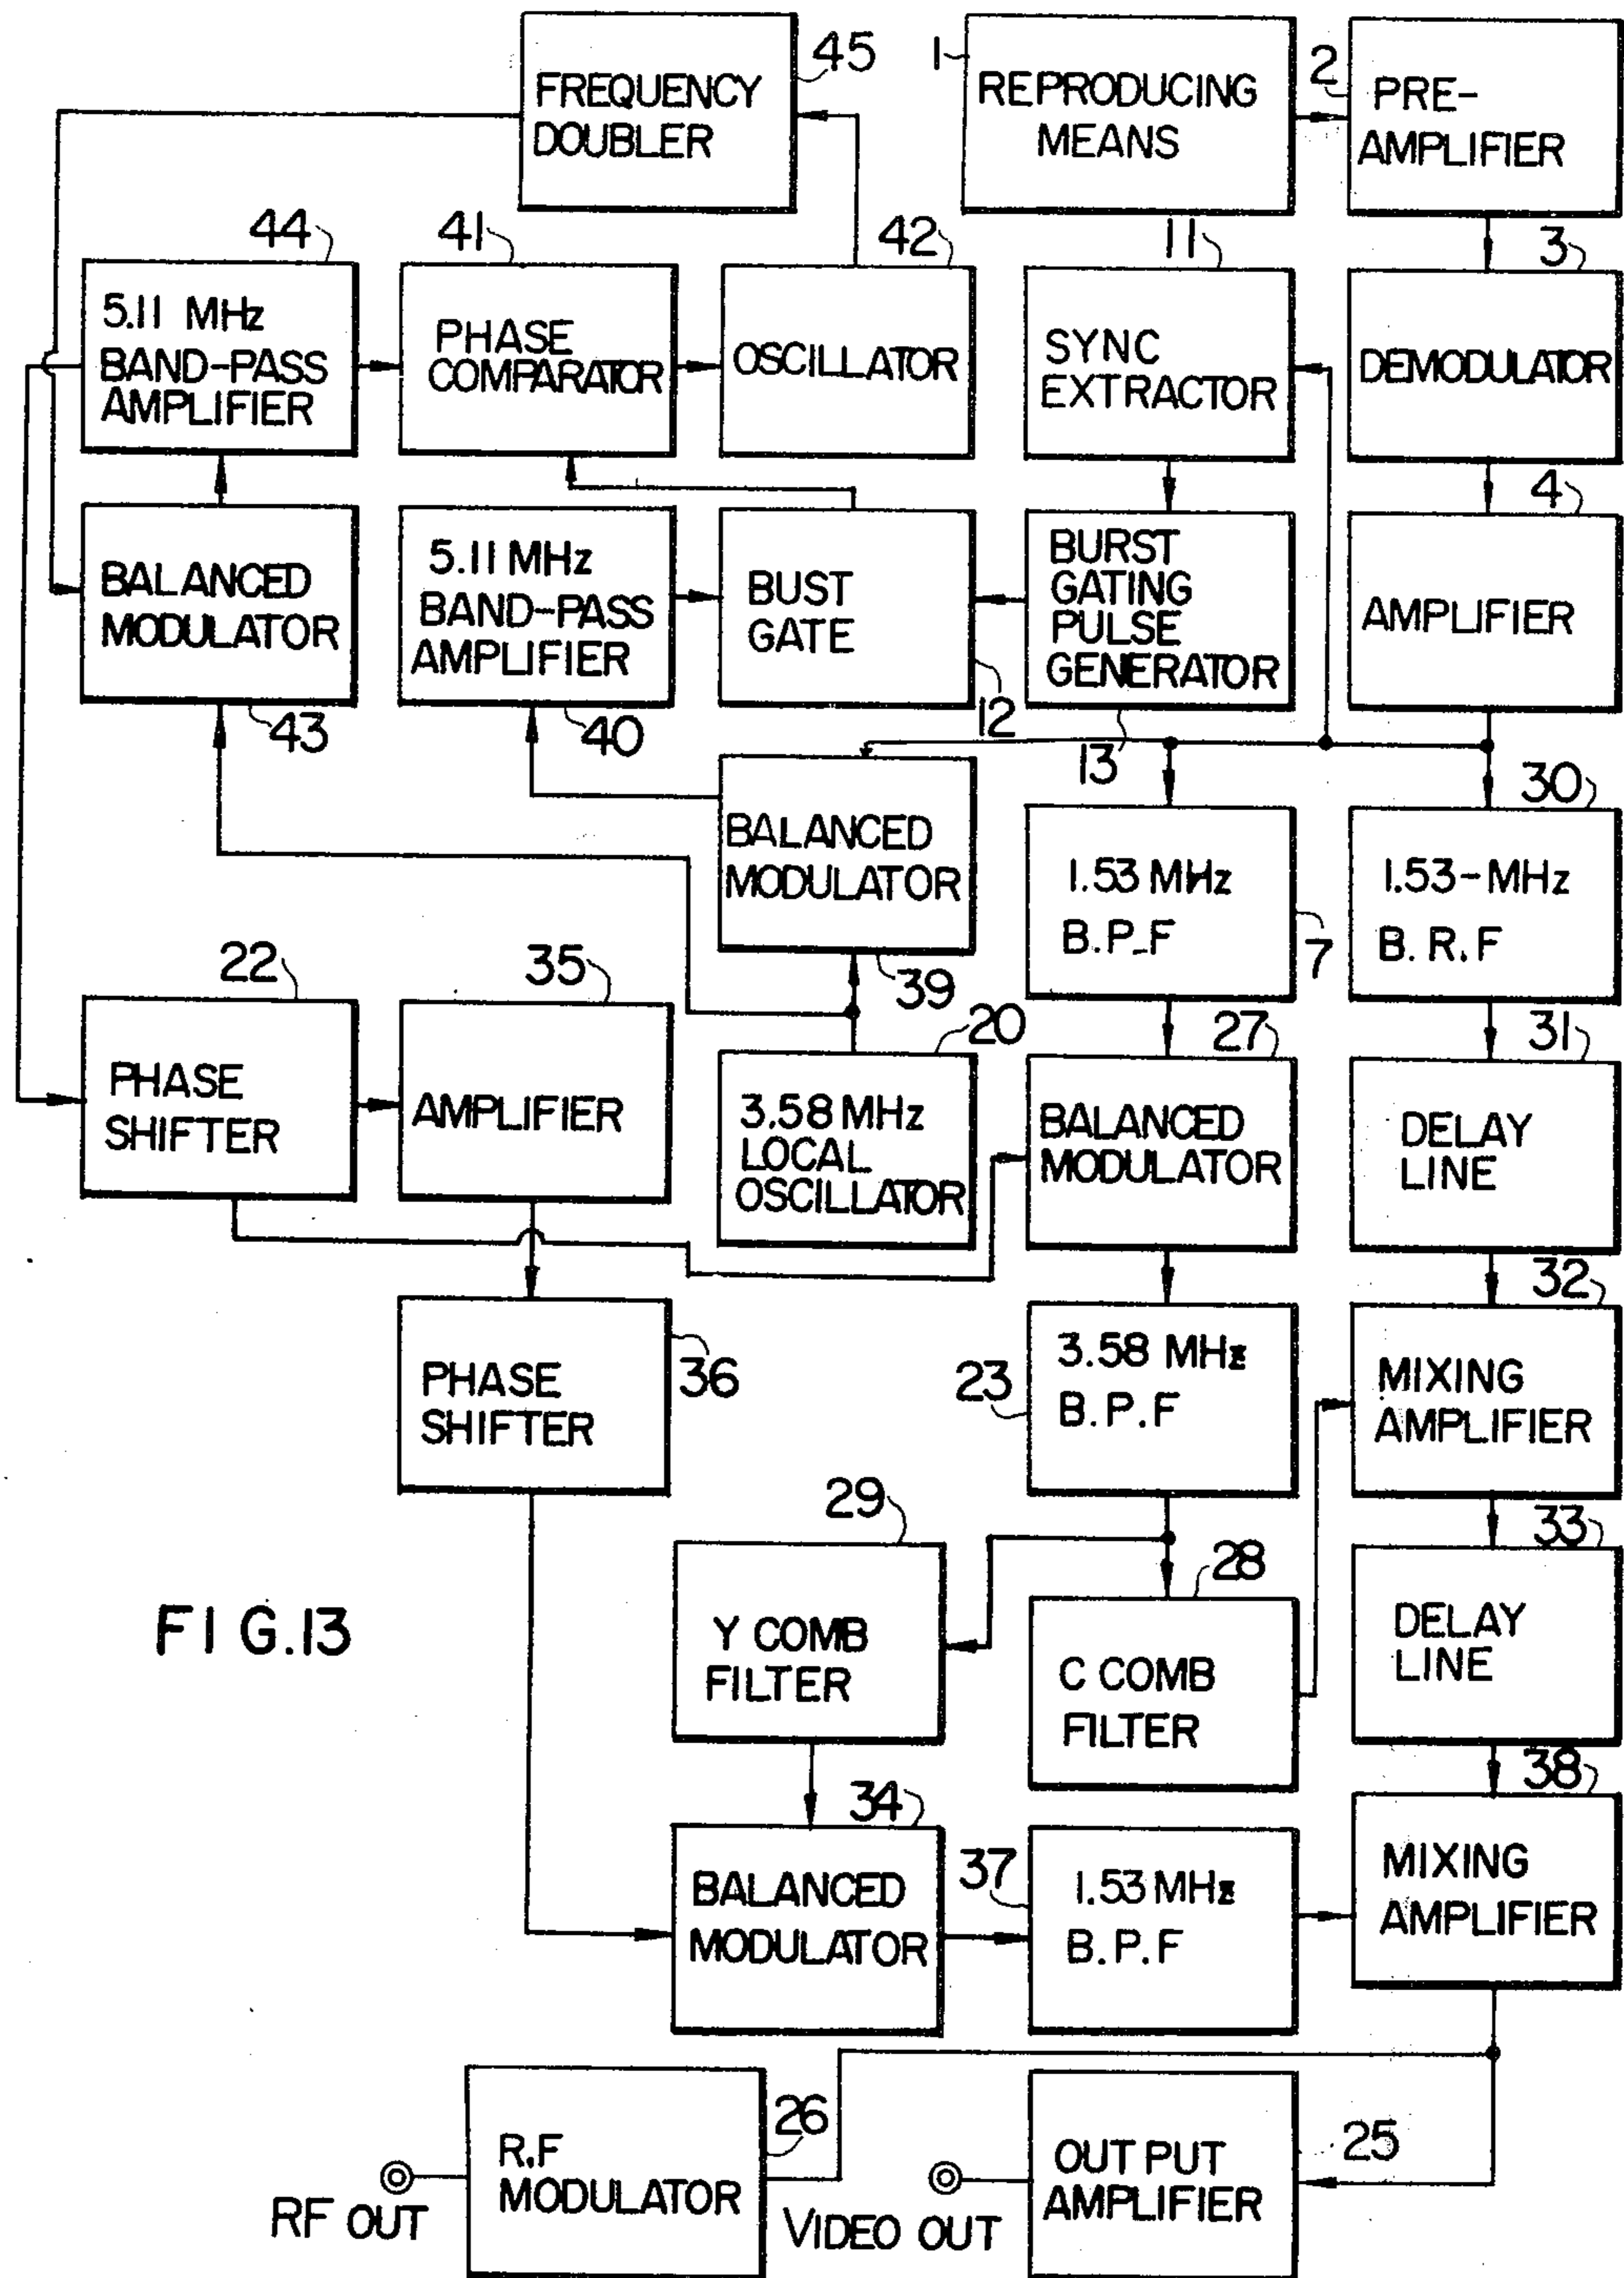 45
FREQUENCY
DOUBLER
1
REPRODUCING
MEANS
2
PRE-
AMPLIFIER
44
5.11 MHz
BAND-PASS
AMPLIFIER
41
PHASE
COMPARATOR
42
OSCILLATOR
11
SYNC
EXTRACTOR
3
DEMODULATOR
BALANCED
MODULATOR
43
5.11 MHz
BAND-PASS
AMPLIFIER
40
BUST
GATE
12
BURST
GATING
PULSE
GENERATOR
13
4
AMPLIFIER
BALANCED
MODULATOR
39
1.53 MHz
B.P.F
7
30
1.53-MHz
B.R.F
22
PHASE
SHIFTER
35
AMPLIFIER
20
3.58 MHz
LOCAL
OSCILLATOR
27
BALANCED
MODULATOR
31
DELAY
LINE
PHASE
SHIFTER
36
23
3.58 MHz
B.P.F
32
MIXING
AMPLIFIER
29
Y COMB
FILTER
28
C COMB
FILTER
33
DELAY
LINE
FIG.13
34
BALANCED
MODULATOR
37
1.53 MHz
B.P.F
38
MIXING
AMPLIFIER
RF OUT
R.F
MODULATOR
26
VIDEO OUT
OUT PUT
AMPLIFIER
25